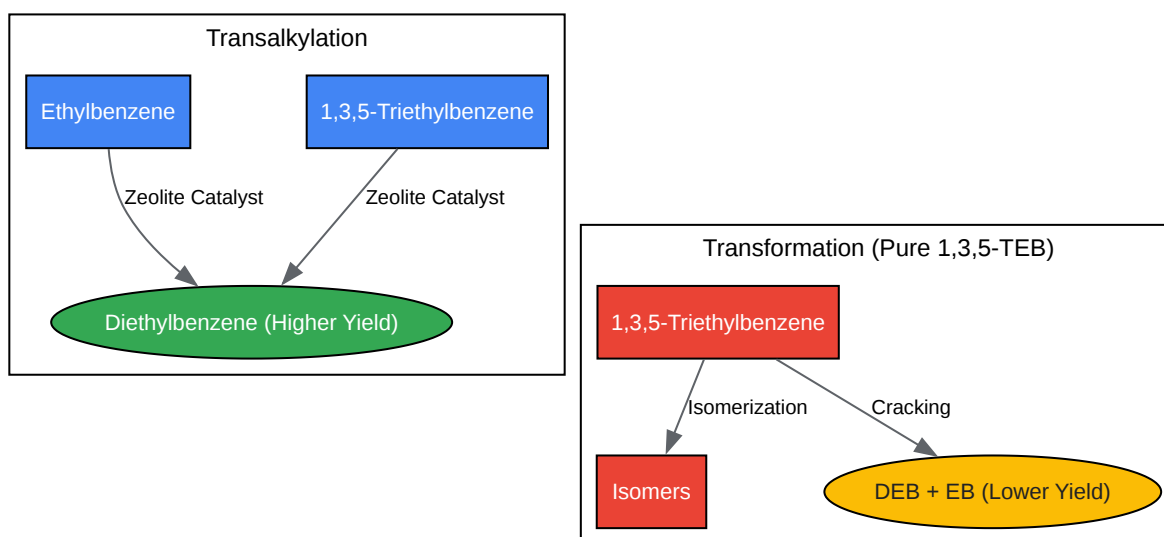 Transalkylation
Ethylbenzene
1,3,5-Triethylbenzene
Zeolite Catalyst
Zeolite Catalyst
Diethylbenzene (Higher Yield)
Transformation (Pure 1,3,5-TEB)
1,3,5-Triethylbenzene
Isomerization
Cracking
Isomers
DEB + EB (Lower Yield)